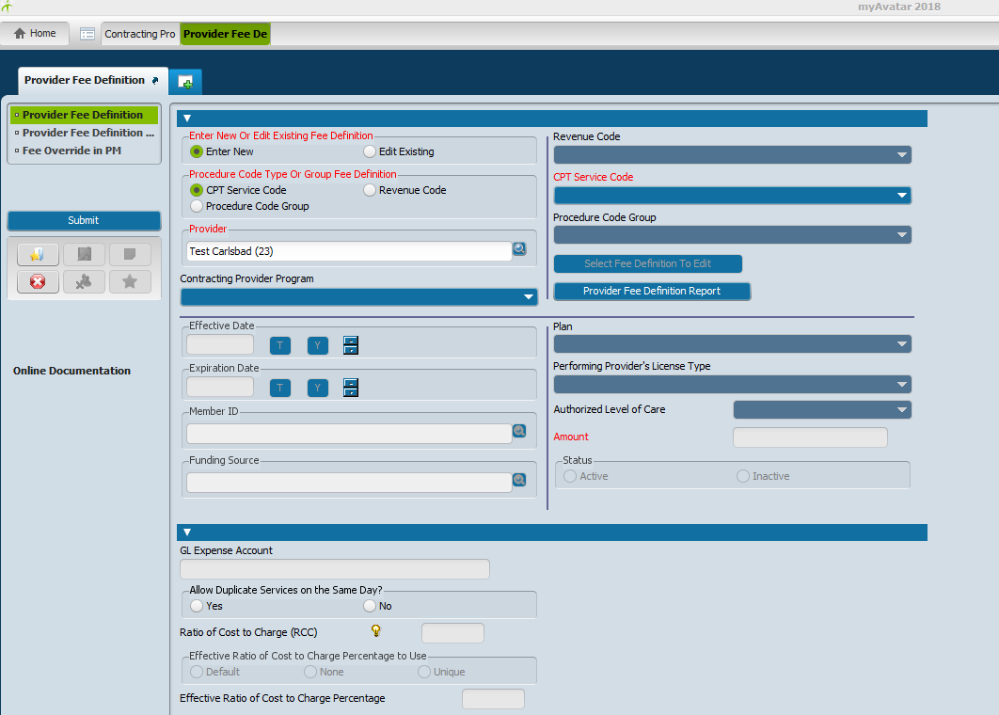 myAvatar 2018
Home
Contracting Pro
Provider Fee De
Provider Fee Definition
Provider Fee Definition
Provider Fee Definition ...
Fee Override in PM
Submit
Online Documentation
Enter New Or Edit Existing Fee Definition
Enter New
Edit Existing
Procedure Code Type Or Group Fee Definition
CPT Service Code
Revenue Code
Procedure Code Group
Provider
Test Carlsbad (23)
Contracting Provider Program
Revenue Code
CPT Service Code
Procedure Code Group
Select Fee Definition To Edit
Provider Fee Definition Report
Effective Date
T
Y
Expiration Date
T
Y
Member ID
Funding Source
Plan
Performing Provider's License Type
Authorized Level of Care
Amount
Status
Active
Inactive
GL Expense Account
Allow Duplicate Services on the Same Day?
Yes
No
Ratio of Cost to Charge (RCC)
Effective Ratio of Cost to Charge Percentage to Use
Default
None
Unique
Effective Ratio of Cost to Charge Percentage